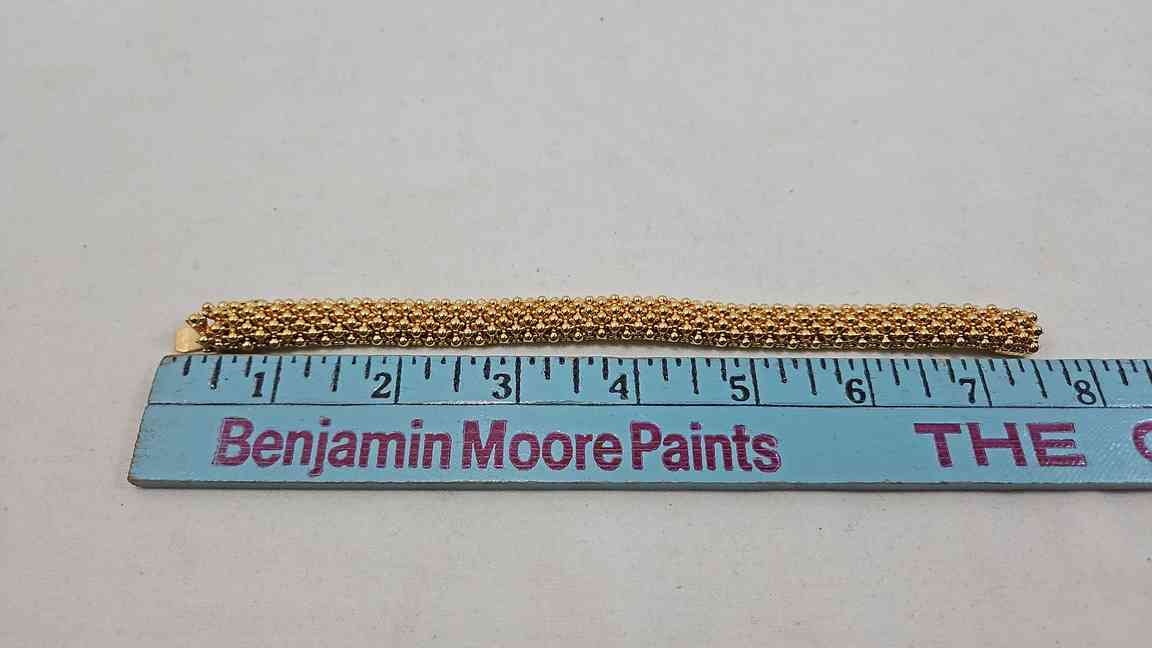 1 2 3 4 5 6 7 8
Benjamin Moore Paints THE